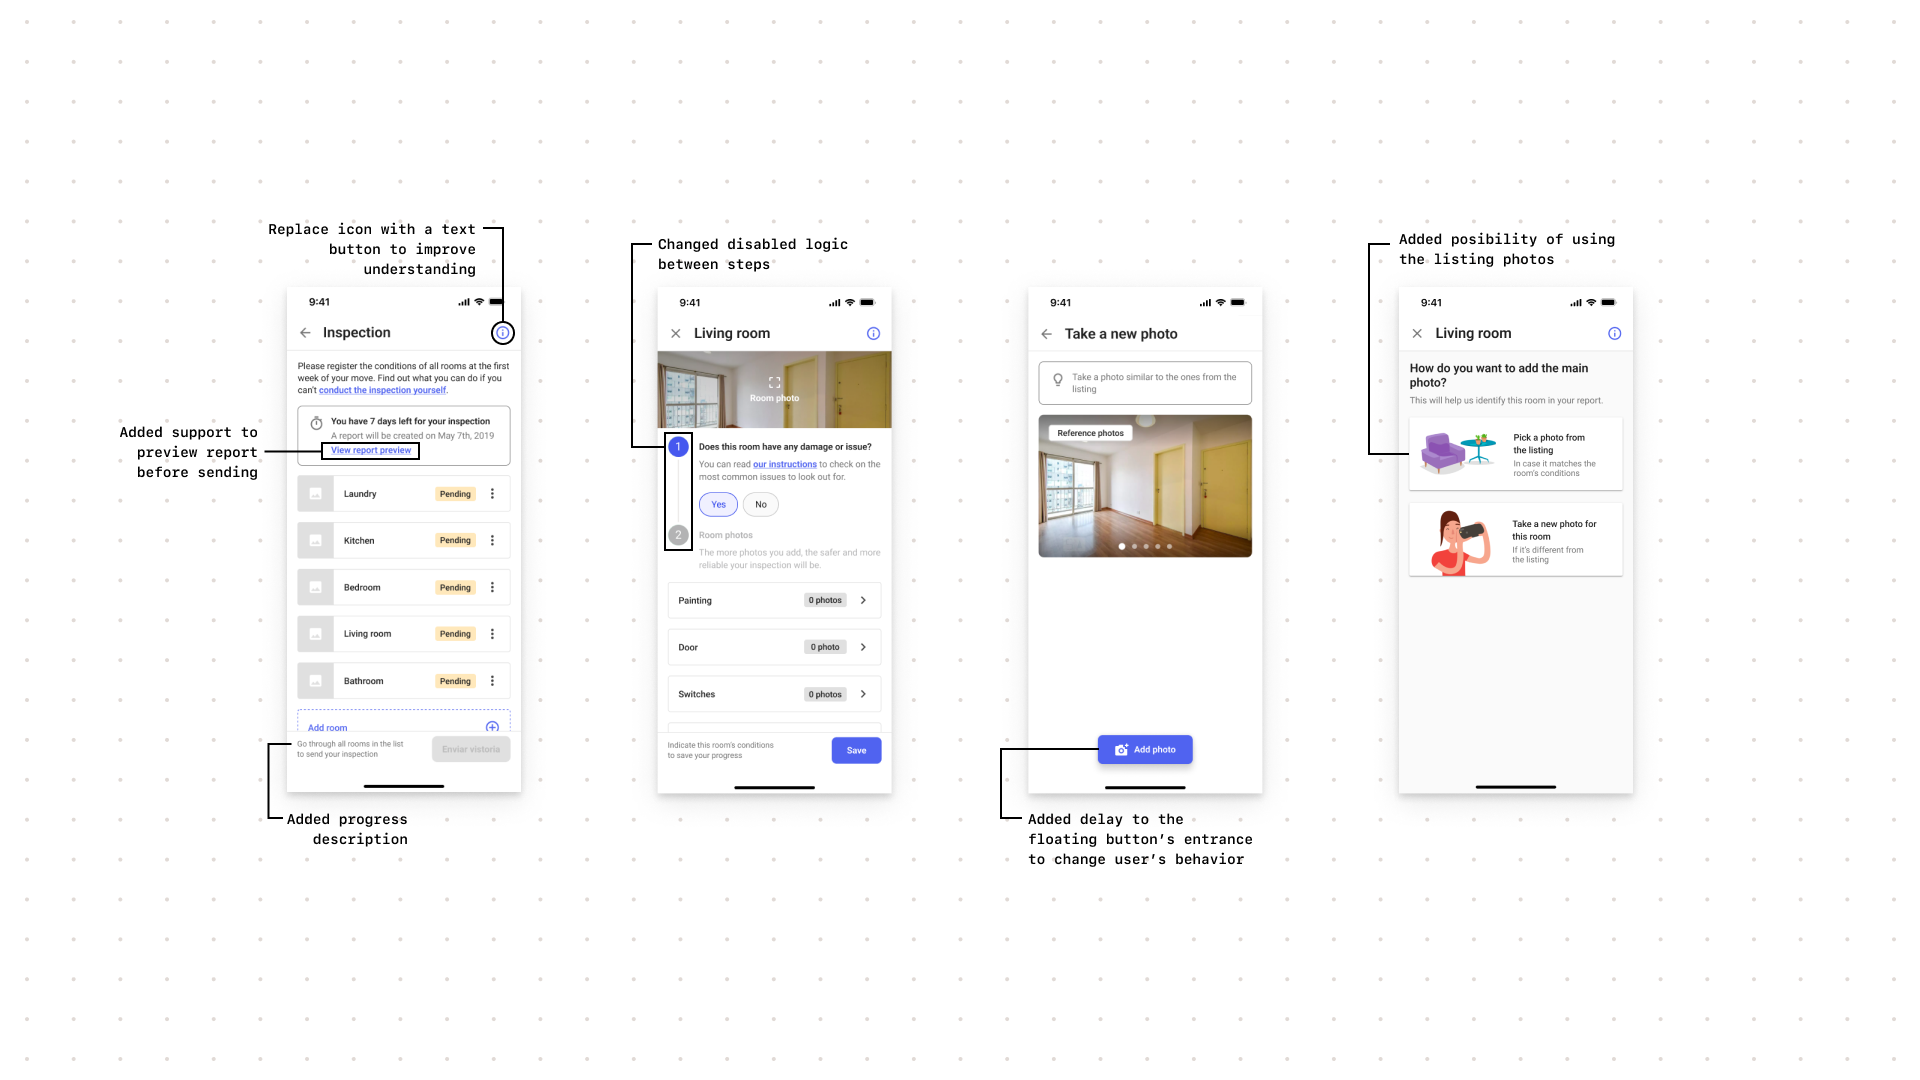 Replace icon with a text
button to improve
understanding
Added support to
preview report
before sending
9:41
Inspection
Please register the conditions of all rooms at the first
week of your move. Find out what you can do if you
can't conduct the inspection yourself.
You have 7 days left for your inspection
A report will be created on May 7th, 2019
View report preview
Laundry
Pending
Kitchen
Pending
Bedroom
Pending
Living room
Pending
Bathroom
Pending
Add room
Go through all rooms in the list
to send your inspection
Enviar vistoria
Added progress
description
Changed disabled logic
between steps
9:41
Living room
Room photo
1
Does this room have any damage or issue?
You can read our instructions to check on the
most common issues to look out for.
Yes
No
2
Room photos
The more photos you add, the safer and more
reliable your inspection will be.
Painting
0 photos
Door
0 photo
Switches
0 photos
Indicate this room's conditions
to save your progress
Save
9:41
Take a new photo
Take a photo similar to the ones from the
listing
Reference photos
Add photo
Added delay to the
floating button’s entrance
to change user’s behavior
Added posibility of using
the listing photos
9:41
Living room
How do you want to add the main
photo?
This will help us identify this room in your report.
Pick a photo from
the listing
In case it matches the
room's conditions
Take a new photo for
this room
If it's different from
the listing